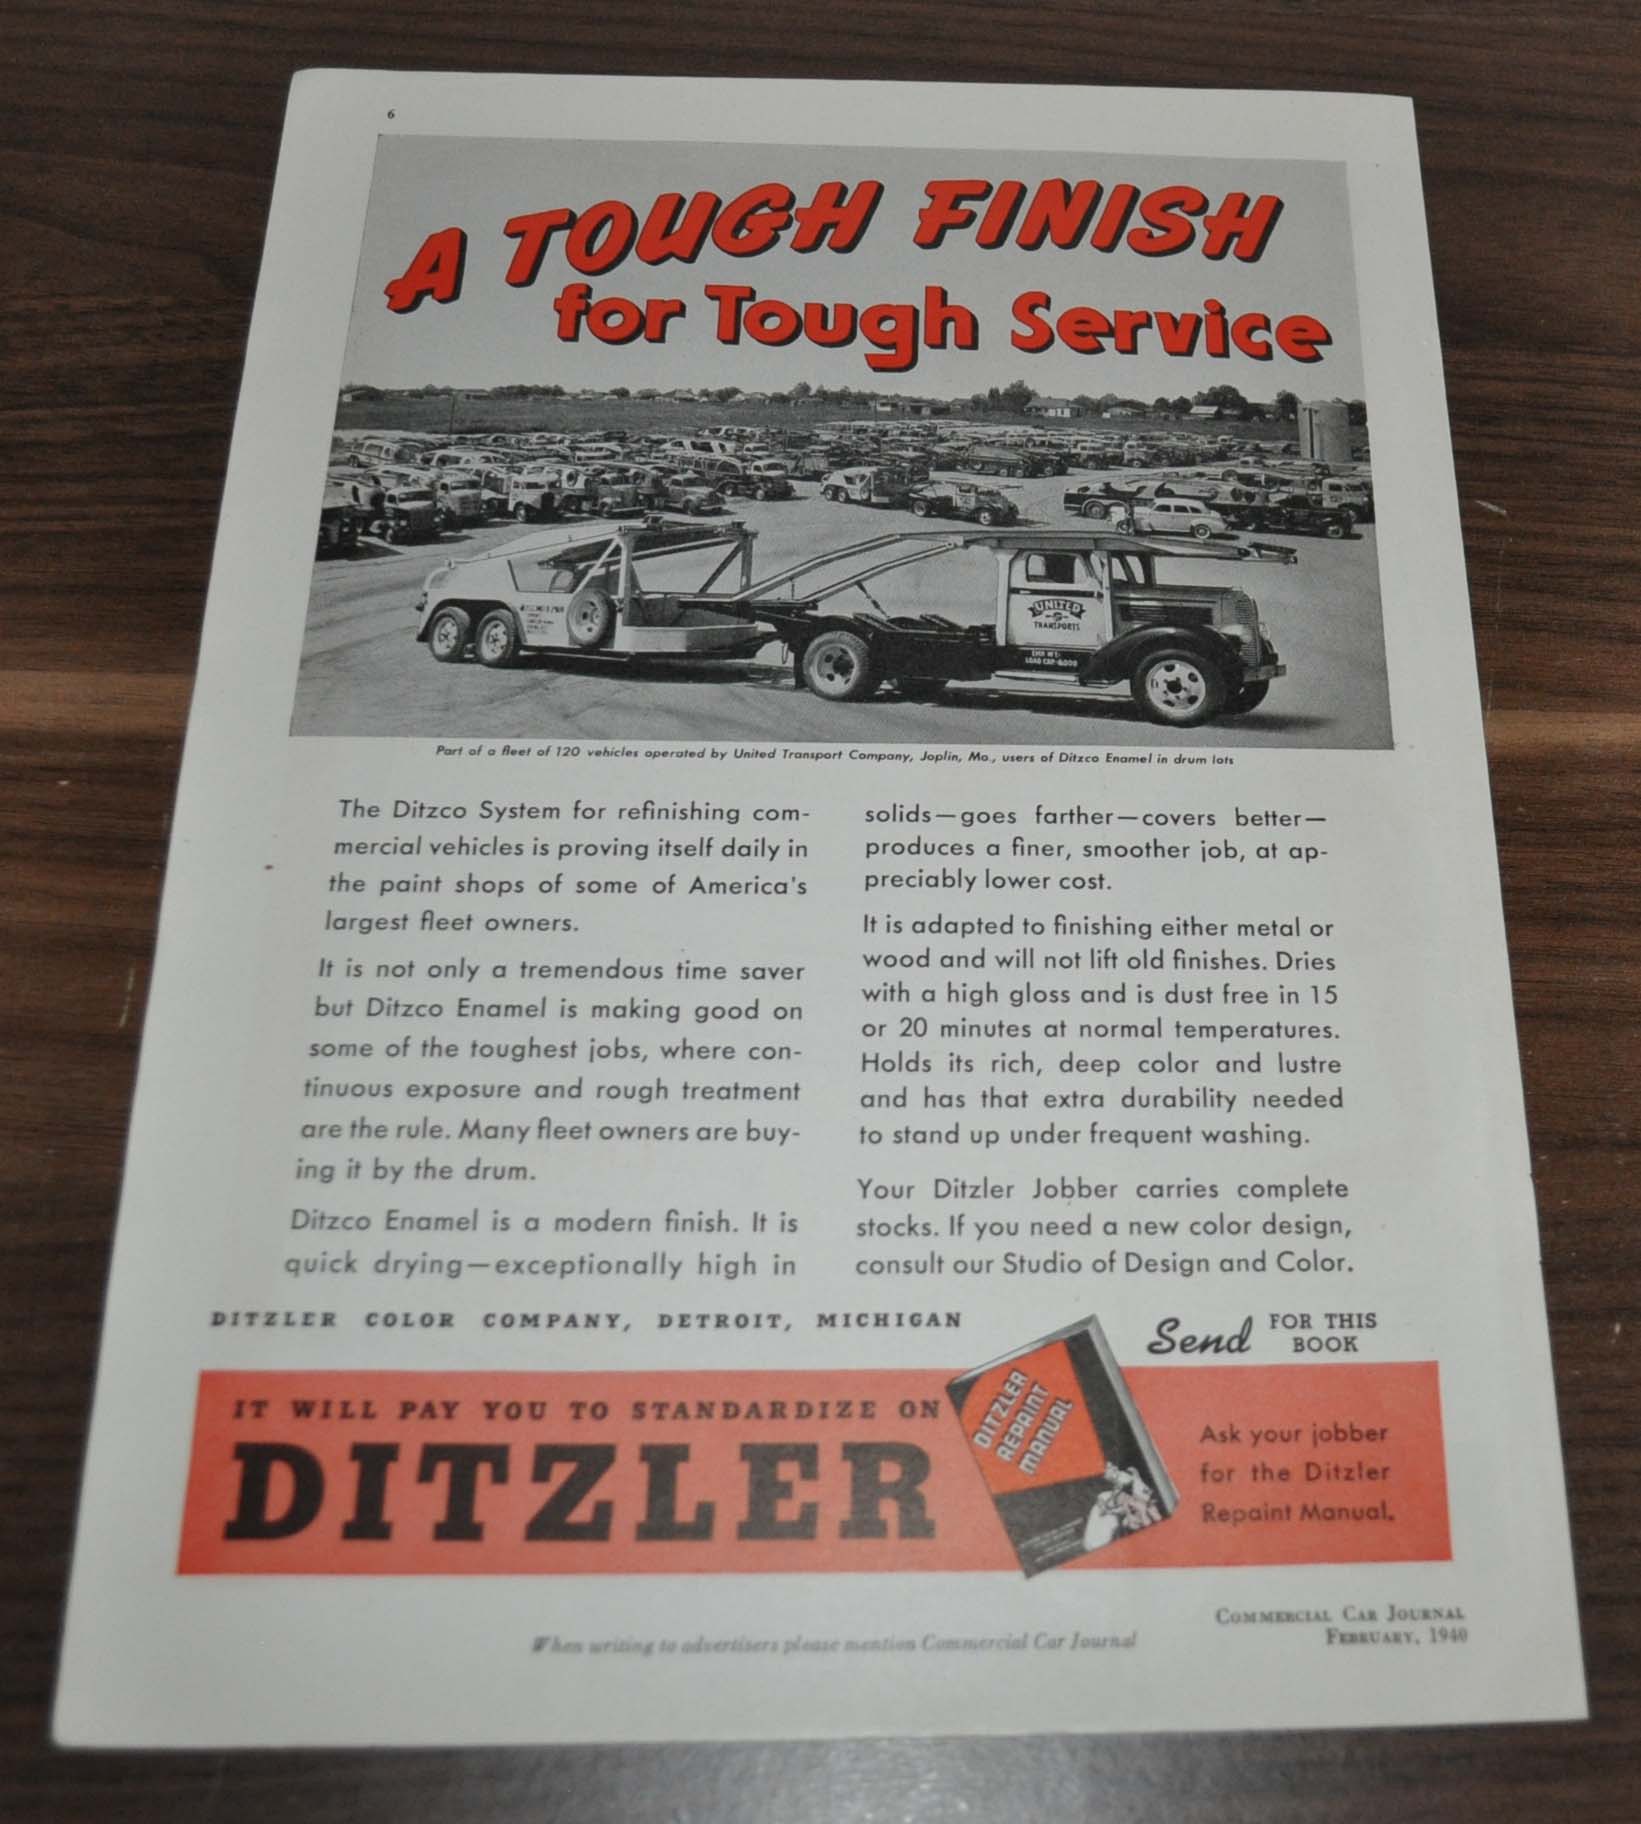 6
A TOUGH FINISH
for Tough Service
UNITED
TRANSPORTS
LOAD CAP-6000
Part of a fleet of 120 vehicles operated by United Transport Company, Joplin, Mo., users of Ditzco Enamel in drum lots
The Ditzco System for refinishing com-
mercial vehicles is proving itself daily in
the paint shops of some of America's
largest fleet owners.
It is not only a tremendous time saver
but Ditzco Enamel is making good on
some of the toughest jobs, where con-
tinuous exposure and rough treatment
are the rule. Many fleet owners are buy-
ing it by the drum.
Ditzco Enamel is a modern finish. It is
quick drying—exceptionally high in
solids—goes farther—covers better—
produces a finer, smoother job, at ap-
preciably lower cost.
It is adapted to finishing either metal or
wood and will not lift old finishes. Dries
with a high gloss and is dust free in 15
or 20 minutes at normal temperatures.
Holds its rich, deep color and lustre
and has that extra durability needed
to stand up under frequent washing.
Your Ditzler Jobber carries complete
stocks. If you need a new color design,
consult our Studio of Design and Color.
DITZLER COLOR COMPANY, DETROIT, MICHIGAN
Send FOR THIS
BOOK
IT WILL PAY YOU TO STANDARDIZE ON
DITZLER
DITZLER
REPAINT
MANUAL
Ask your jobber
for the Ditzler
Repaint Manual.
COMMERCIAL CAR JOURNAL
FEBRUARY, 1940
When writing to advertisers please mention Commercial Car Journal